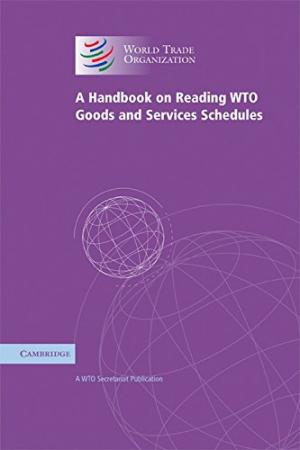 WORLD TRADE
ORGANIZATION
A Handbook on Reading WTO
Goods and Services Schedules
CAMBRIDGE
A WTO Secretariat Publication